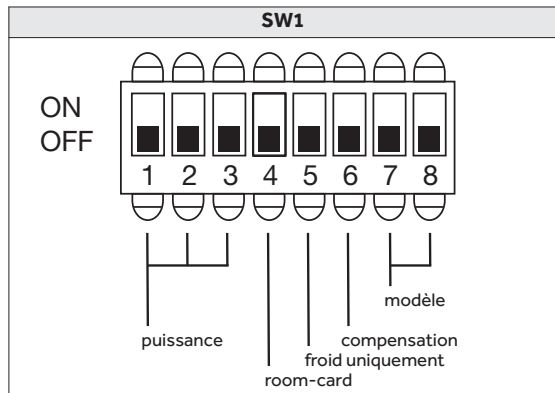 SW1
ON
OFF
1 2 3 4 5 6 7 8
modèle
puissance
compensation
froid uniquement
room-card